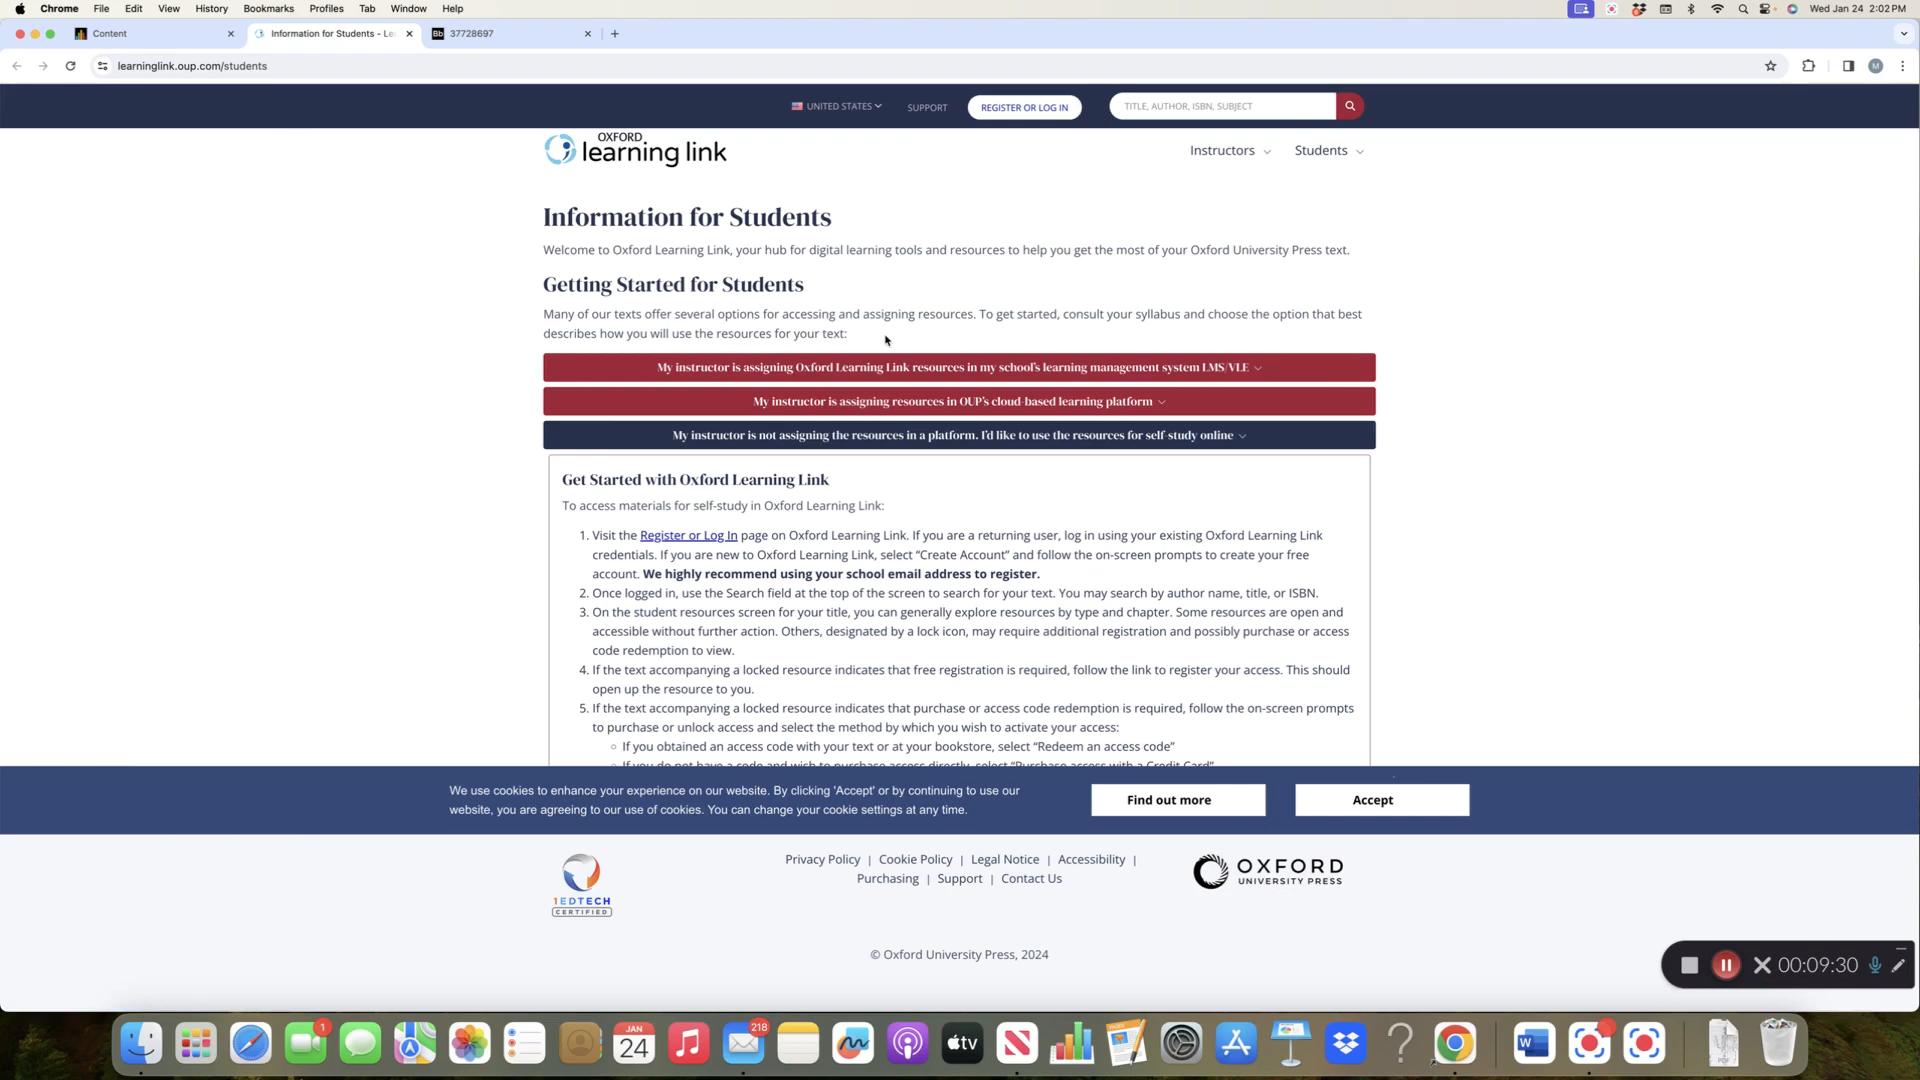 Chrome File Edit View History Bookmarks Profiles Tab Window Help Wed Jan 24 2:02 PM
Content Information for Students - Le Bb 37728697
learninglink.oup.com/students M
UNITED STATES SUPPORT REGISTER OR LOG IN TITLE, AUTHOR, ISBN, SUBJECT
OXFORD
learning link
Instructors Students
Information for Students
Welcome to Oxford Learning Link, your hub for digital learning tools and resources to help you get the most of your Oxford University Press text.
Getting Started for Students
Many of our texts offer several options for accessing and assigning resources. To get started, consult your syllabus and choose the option that best
describes how you will use the resources for your text:
My instructor is assigning Oxford Learning Link resources in my school's learning management system LMS/VLE
My instructor is assigning resources in OUP's cloud-based learning platform
My instructor is not assigning the resources in a platform. I'd like to use the resources for self-study online
Get Started with Oxford Learning Link
To access materials for self-study in Oxford Learning Link:
1. Visit the Register or Log In page on Oxford Learning Link. If you are a returning user, log in using your existing Oxford Learning Link
credentials. If you are new to Oxford Learning Link, select “Create Account” and follow the on-screen prompts to create your free
account. We highly recommend using your school email address to register.
2. Once logged in, use the Search field at the top of the screen to search for your text. You may search by author name, title, or ISBN.
3. On the student resources screen for your title, you can generally explore resources by type and chapter. Some resources are open and
accessible without further action. Others, designated by a lock icon, may require additional registration and possibly purchase or access
code redemption to view.
4. If the text accompanying a locked resource indicates that free registration is required, follow the link to register your access. This should
open up the resource to you.
5. If the text accompanying a locked resource indicates that purchase or access code redemption is required, follow the on-screen prompts
to purchase or unlock access and select the method by which you wish to activate your access:
○ If you obtained an access code with your text or at your bookstore, select “Redeem an access code”
○ If you do not have a code and wish to purchase access directly, select “Purchase access with a Credit Card”
We use cookies to enhance your experience on our website. By clicking 'Accept' or by continuing to use our
website, you are agreeing to our use of cookies. You can change your cookie settings at any time.
Find out more Accept
1EDTECH
CERTIFIED
Privacy Policy | Cookie Policy | Legal Notice | Accessibility |
Purchasing | Support | Contact Us
OXFORD
UNIVERSITY PRESS
© Oxford University Press, 2024
00:09:30
1 JAN 24 218 tv W PDF